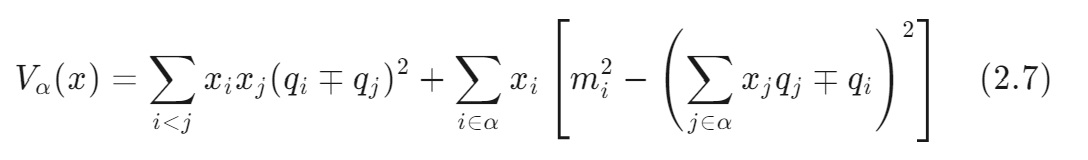 V_α(x) = ∑_{i<j} x_i x_j (q_i ∓ q_j)^2 + ∑_{i∈α} x_i [ m_i^2 − ( ∑_{j∈α} x_j q_j ∓ q_i )^2 ] (2.7)